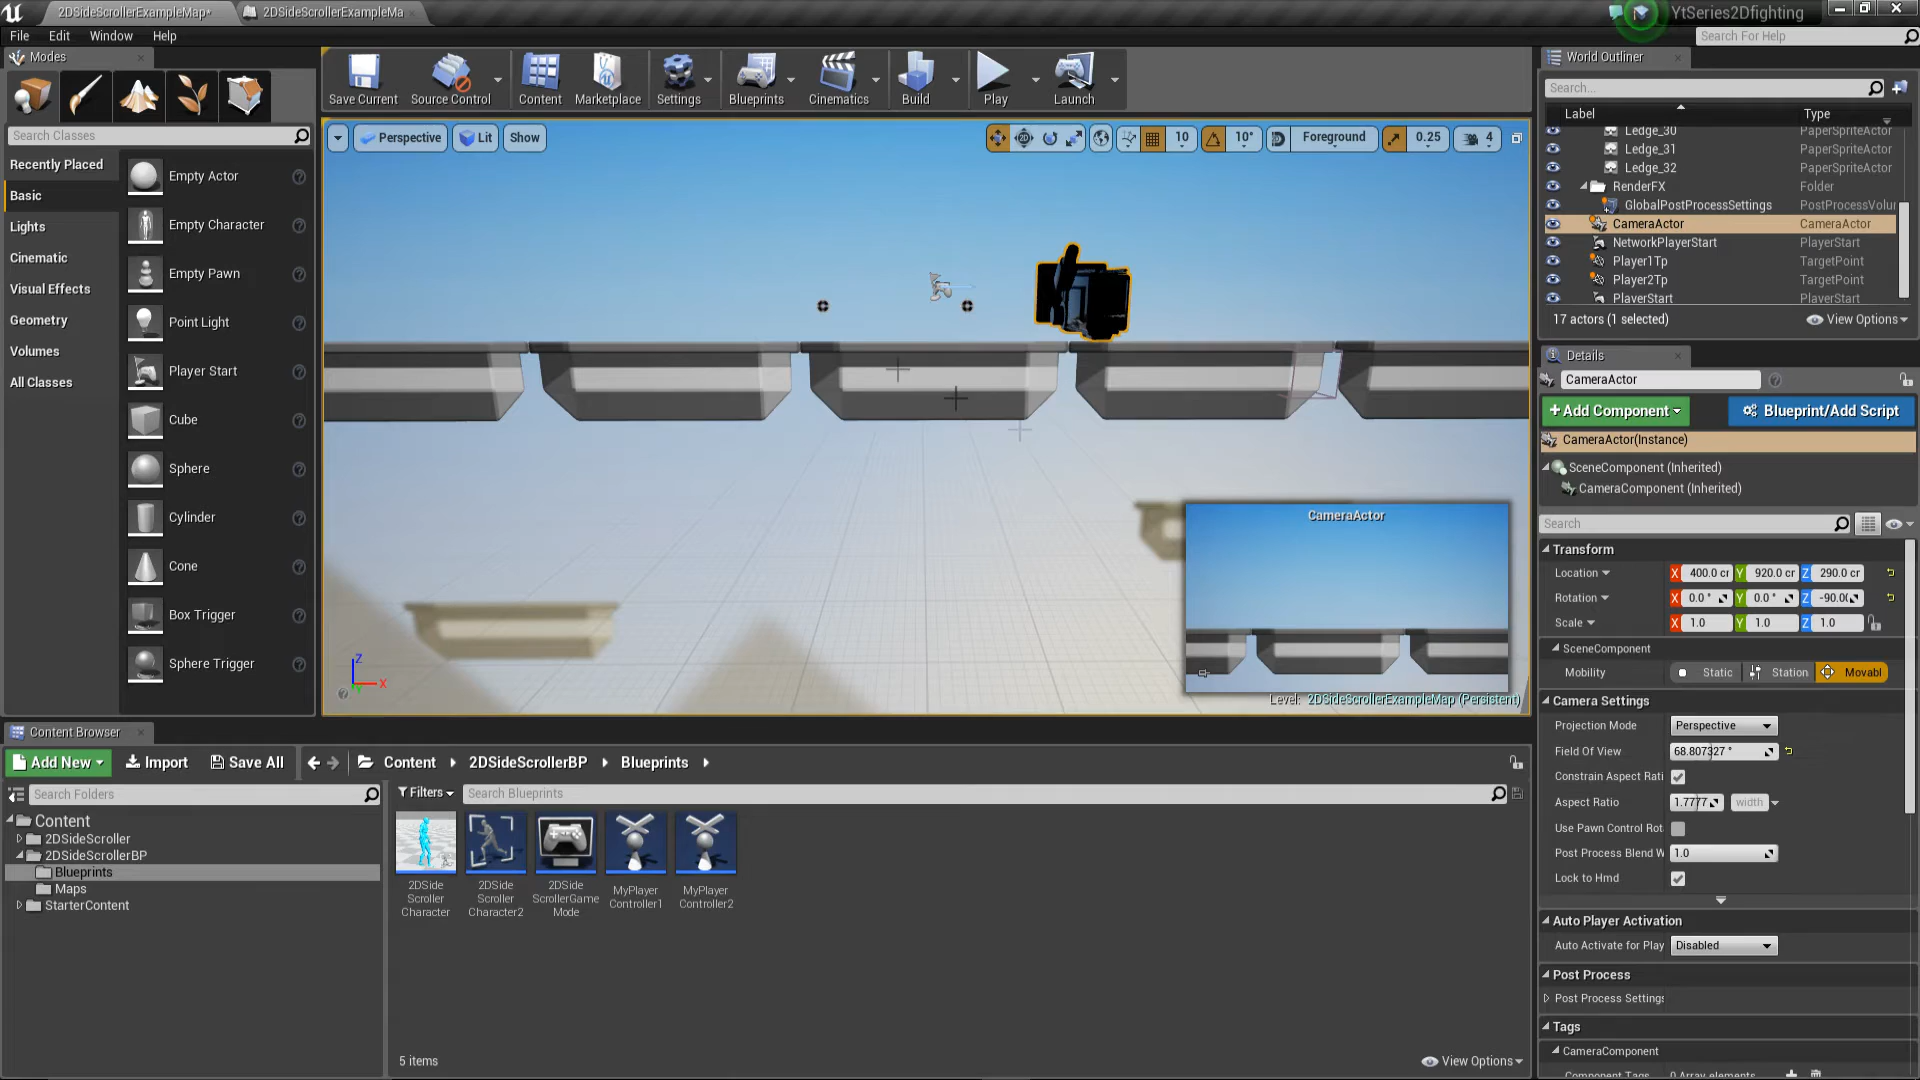 2DSideScrollerExampleMap*
2DSideScrollerExampleMa
YtSeries2Dfighting
File Edit Window Help
Search For Help
Modes
Search Classes
Recently Placed
Basic
Lights
Cinematic
Visual Effects
Geometry
Volumes
All Classes
Empty Actor
Empty Character
Empty Pawn
Point Light
Player Start
Cube
Sphere
Cylinder
Cone
Box Trigger
Sphere Trigger
Save Current Source Control Content Marketplace Settings Blueprints Cinematics Build Play Launch
Perspective Lit Show
10 10° Foreground 0.25 4
CameraActor
Level: 2DSideScrollerExampleMap (Persistent)
Z
X
Y
World Outliner
Search...
Label Type
Ledge_30 PaperSpriteActor
Ledge_31 PaperSpriteActor
Ledge_32 PaperSpriteActor
RenderFX Folder
GlobalPostProcessSettings PostProcessVolu
CameraActor CameraActor
NetworkPlayerStart PlayerStart
Player1Tp TargetPoint
Player2Tp TargetPoint
PlayerStart PlayerStart
17 actors (1 selected) View Options
Details
CameraActor
+Add Component Blueprint/Add Script
CameraActor(Instance)
SceneComponent (Inherited)
CameraComponent (Inherited)
Search
Transform
Location X 400.0 cr Y 920.0 cr Z 290.0 cr
Rotation X 0.0 ° Y 0.0 ° Z -90.0(
Scale X 1.0 Y 1.0 Z 1.0
SceneComponent
Mobility Static Station Movabl
Camera Settings
Projection Mode Perspective
Field Of View 68.807327 °
Constrain Aspect Rati
Aspect Ratio 1.7777 width
Use Pawn Control Rot
Post Process Blend W 1.0
Lock to Hmd
Auto Player Activation
Auto Activate for Play Disabled
Post Process
Post Process Settings
Tags
CameraComponent
Component Tags 0 Array elements
Content Browser
Add New Import Save All Content 2DSideScrollerBP Blueprints
Search Folders
Filters Search Blueprints
Content
2DSideScroller
2DSideScrollerBP
Blueprints
Maps
StarterContent
2DSide
Scroller
Character
2DSide
Scroller
Character2
2DSide
ScrollerGame
Mode
MyPlayer
Controller1
MyPlayer
Controller2
5 items View Options